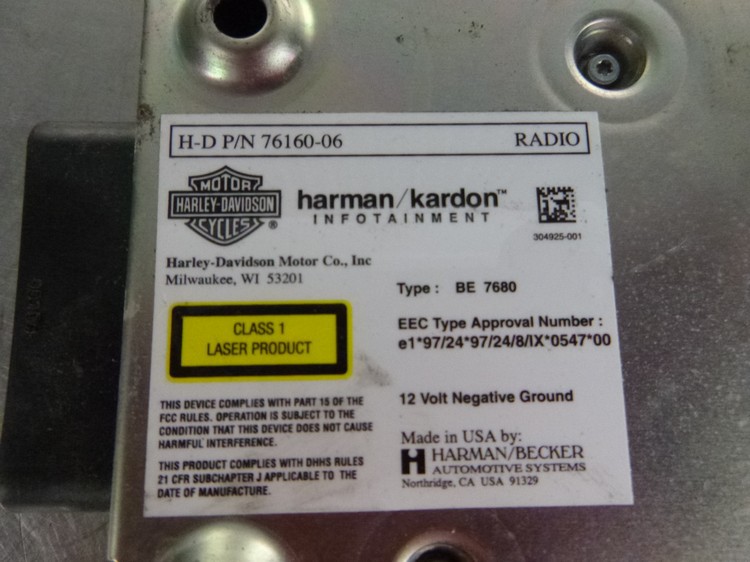 H-D P/N 76160-06 RADIO
MOTOR
HARLEY-DAVIDSON
CYCLES ®
harman/kardon™
INFOTAINMENT
304925-001
Harley-Davidson Motor Co., Inc
Milwaukee, WI 53201
Type : BE 7680
CLASS 1
LASER PRODUCT
EEC Type Approval Number :
e1*97/24*97/24/8/IX*0547*00
THIS DEVICE COMPLIES WITH PART 15 OF THE
FCC RULES. OPERATION IS SUBJECT TO THE
CONDITION THAT THIS DEVICE DOES NOT CAUSE
HARMFUL INTERFERENCE.
12 Volt Negative Ground
THIS PRODUCT COMPLIES WITH DHHS RULES
21 CFR SUBCHAPTER J APPLICABLE TO THE
DATE OF MANUFACTURE.
Made in USA by:
HARMAN/BECKER
AUTOMOTIVE SYSTEMS
Northridge, CA USA 91329